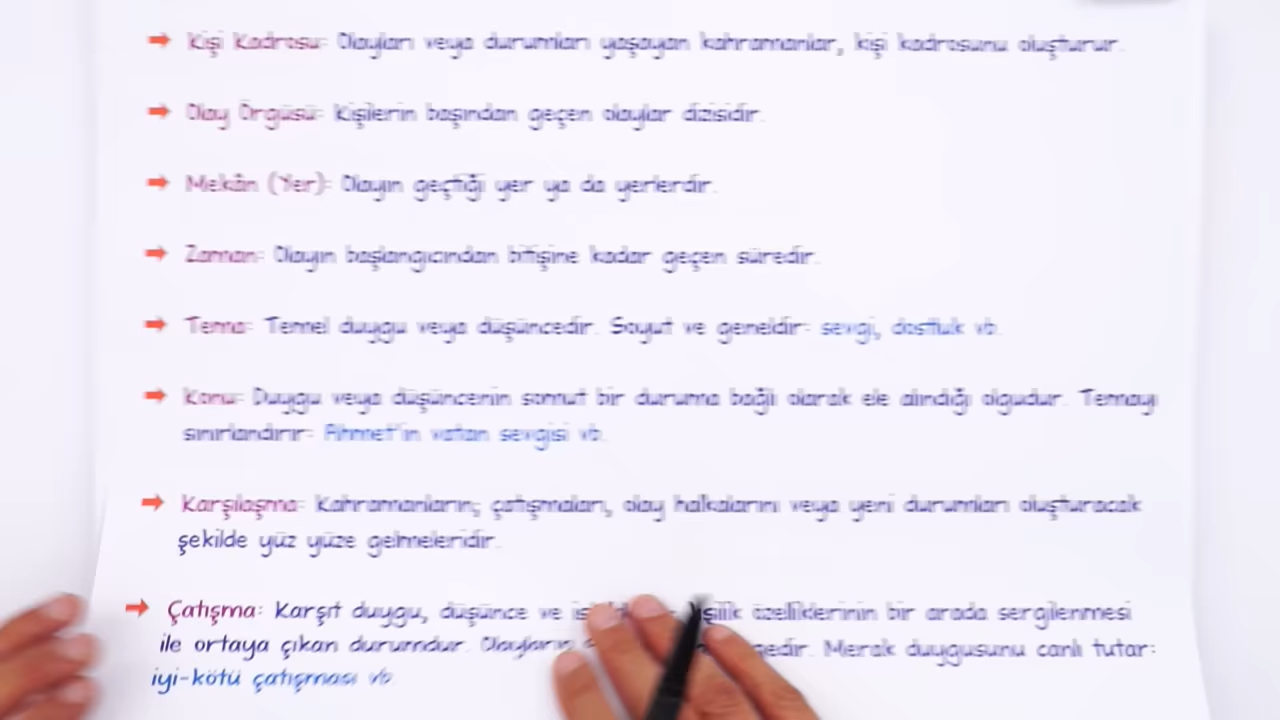 Kişi Kadrosu: Olayları veya durumları yaşayan kahramanlar, kişi kadrosunu oluşturur.
Olay Örgüsü: Kişilerin başından geçen olaylar dizisidir.
Mekân (Yer): Olayın geçtiği yer ya da yerlerdir.
Zaman: Olayın başlangıcından bitişine kadar geçen süredir.
Tema: Temel duygu veya düşüncedir. Soyut ve geneldir: sevgi, dostluk vb.
Konu: Duygu veya düşüncenin somut bir duruma bağlı olarak ele alındığı olgudur. Temayı
sınırlandırır: Ahmet'in vatan sevgisi vb.
Karşılaşma: Kahramanların; çatışmaları, olay halkalarını veya yeni durumları oluşturacak
şekilde yüz yüze gelmeleridir.
Çatışma: Karşıt duygu, düşünce ve özelliklerinin bir arada sergilenmesi
ile ortaya çıkan durumdur. Olayların Merak duygusunu canlı tutar:
iyi-kötü çatışması vb.